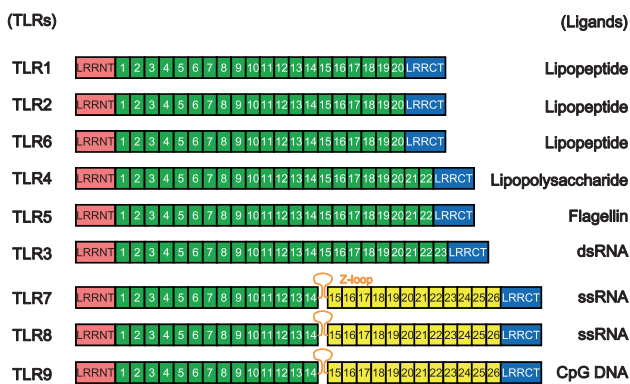 (TLRs) (Ligands)
TLR1 LRRNT 1 2 3 4 5 6 7 8 9 10 11 12 13 14 15 16 17 18 19 20 LRRCT Lipopeptide
TLR2 LRRNT 1 2 3 4 5 6 7 8 9 10 11 12 13 14 15 16 17 18 19 20 LRRCT Lipopeptide
TLR6 LRRNT 1 2 3 4 5 6 7 8 9 10 11 12 13 14 15 16 17 18 19 20 LRRCT Lipopeptide
TLR4 LRRNT 1 2 3 4 5 6 7 8 9 10 11 12 13 14 15 16 17 18 19 20 21 22 LRRCT Lipopolysaccharide
TLR5 LRRNT 1 2 3 4 5 6 7 8 9 10 11 12 13 14 15 16 17 18 19 20 21 22 LRRCT Flagellin
TLR3 LRRNT 1 2 3 4 5 6 7 8 9 10 11 12 13 14 15 16 17 18 19 20 21 22 23 LRRCT dsRNA
Z-loop
TLR7 LRRNT 1 2 3 4 5 6 7 8 9 10 11 12 13 14 15 16 17 18 19 20 21 22 23 24 25 26 LRRCT ssRNA
TLR8 LRRNT 1 2 3 4 5 6 7 8 9 10 11 12 13 14 15 16 17 18 19 20 21 22 23 24 25 26 LRRCT ssRNA
TLR9 LRRNT 1 2 3 4 5 6 7 8 9 10 11 12 13 14 15 16 17 18 19 20 21 22 23 24 25 26 LRRCT CpG DNA